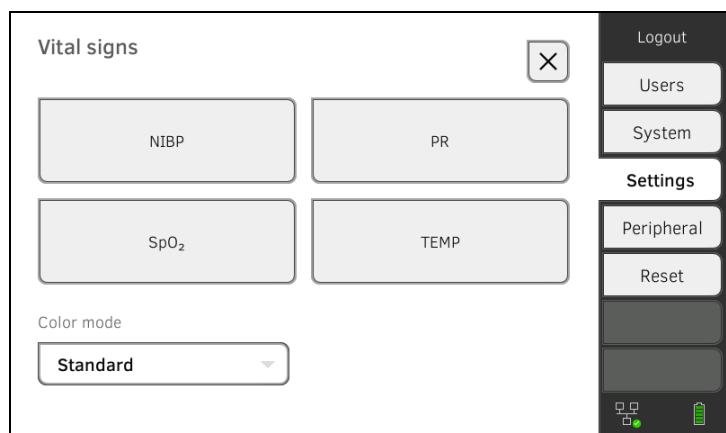 Vital signs
NIBP
PR
SpO₂
TEMP
Color mode
Standard
Logout
Users
System
Settings
Peripheral
Reset